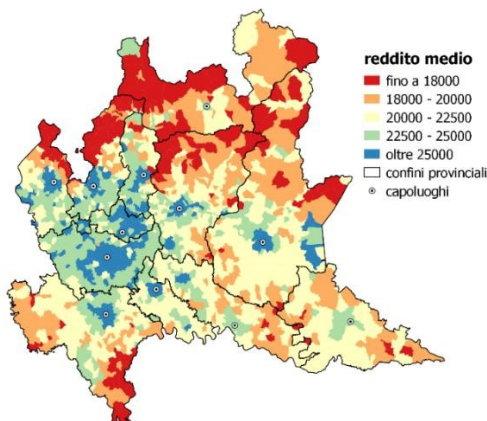 reddito medio
fino a 18000
18000 - 20000
20000 - 22500
22500 - 25000
oltre 25000
confini provinciali
capoluoghi